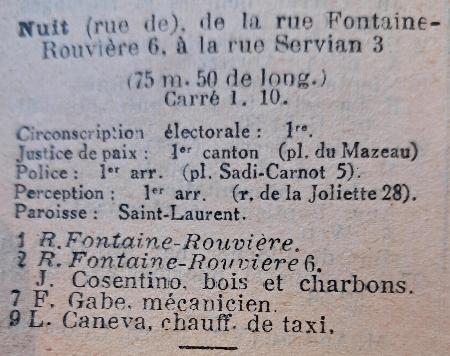 Nuit (rue de), de la rue Fontaine-
Rouvière 6, à la rue Servian 3
(75 m. 50 de long.)
Carré 1. 10.
Circonscription électorale : 1re.
Justice de paix : 1er canton (pl. du Mazeau)
Police : 1er arr. (pl. Sadi-Carnot 5).
Perception : 1er arr. (r. de la Joliette 28).
Paroisse : Saint-Laurent.
1 R. Fontaine-Rouvière.
2 R. Fontaine-Rouviere 6.
J. Cosentino, bois et charbons.
7 F. Gabe, mécanicien.
9 L. Caneva, chauff. de taxi.